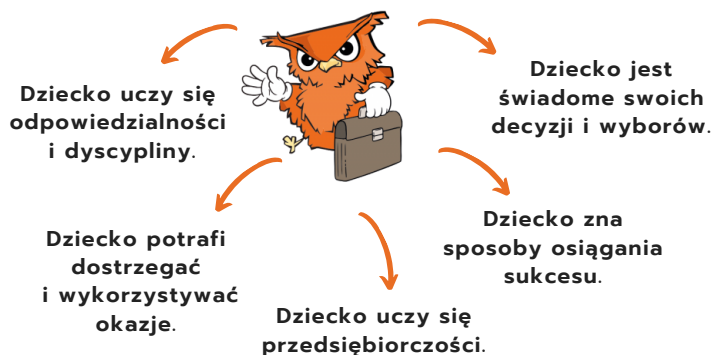 Dziecko uczy się
odpowiedzialności
i dyscypliny.
Dziecko jest
świadome swoich
decyzji i wyborów.
Dziecko potrafi
dostrzegać
i wykorzystywać
okazje.
Dziecko zna
sposoby osiągania
sukcesu.
Dziecko uczy się
przedsiębiorczości.